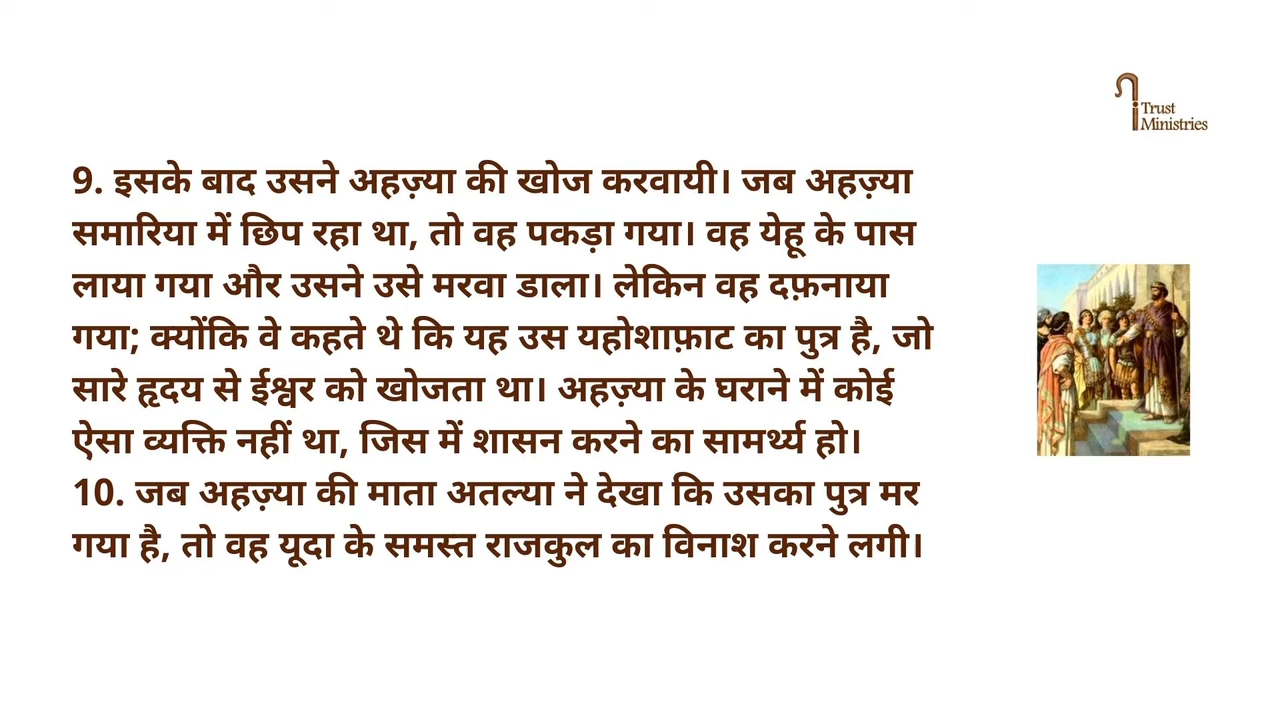 Trust
Ministries
9. इसके बाद उसने अहज़्या की खोज करवायी। जब अहज़्या
समारिया में छिप रहा था, तो वह पकड़ा गया। वह येहू के पास
लाया गया और उसने उसे मरवा डाला। लेकिन वह दफ़नाया
गया; क्योंकि वे कहते थे कि यह उस यहोशाफ़ाट का पुत्र है, जो
सारे हृदय से ईश्वर को खोजता था। अहज़्या के घराने में कोई
ऐसा व्यक्ति नहीं था, जिस में शासन करने का सामर्थ्य हो।
10. जब अहज़्या की माता अतल्या ने देखा कि उसका पुत्र मर
गया है, तो वह यूदा के समस्त राजकुल का विनाश करने लगी।